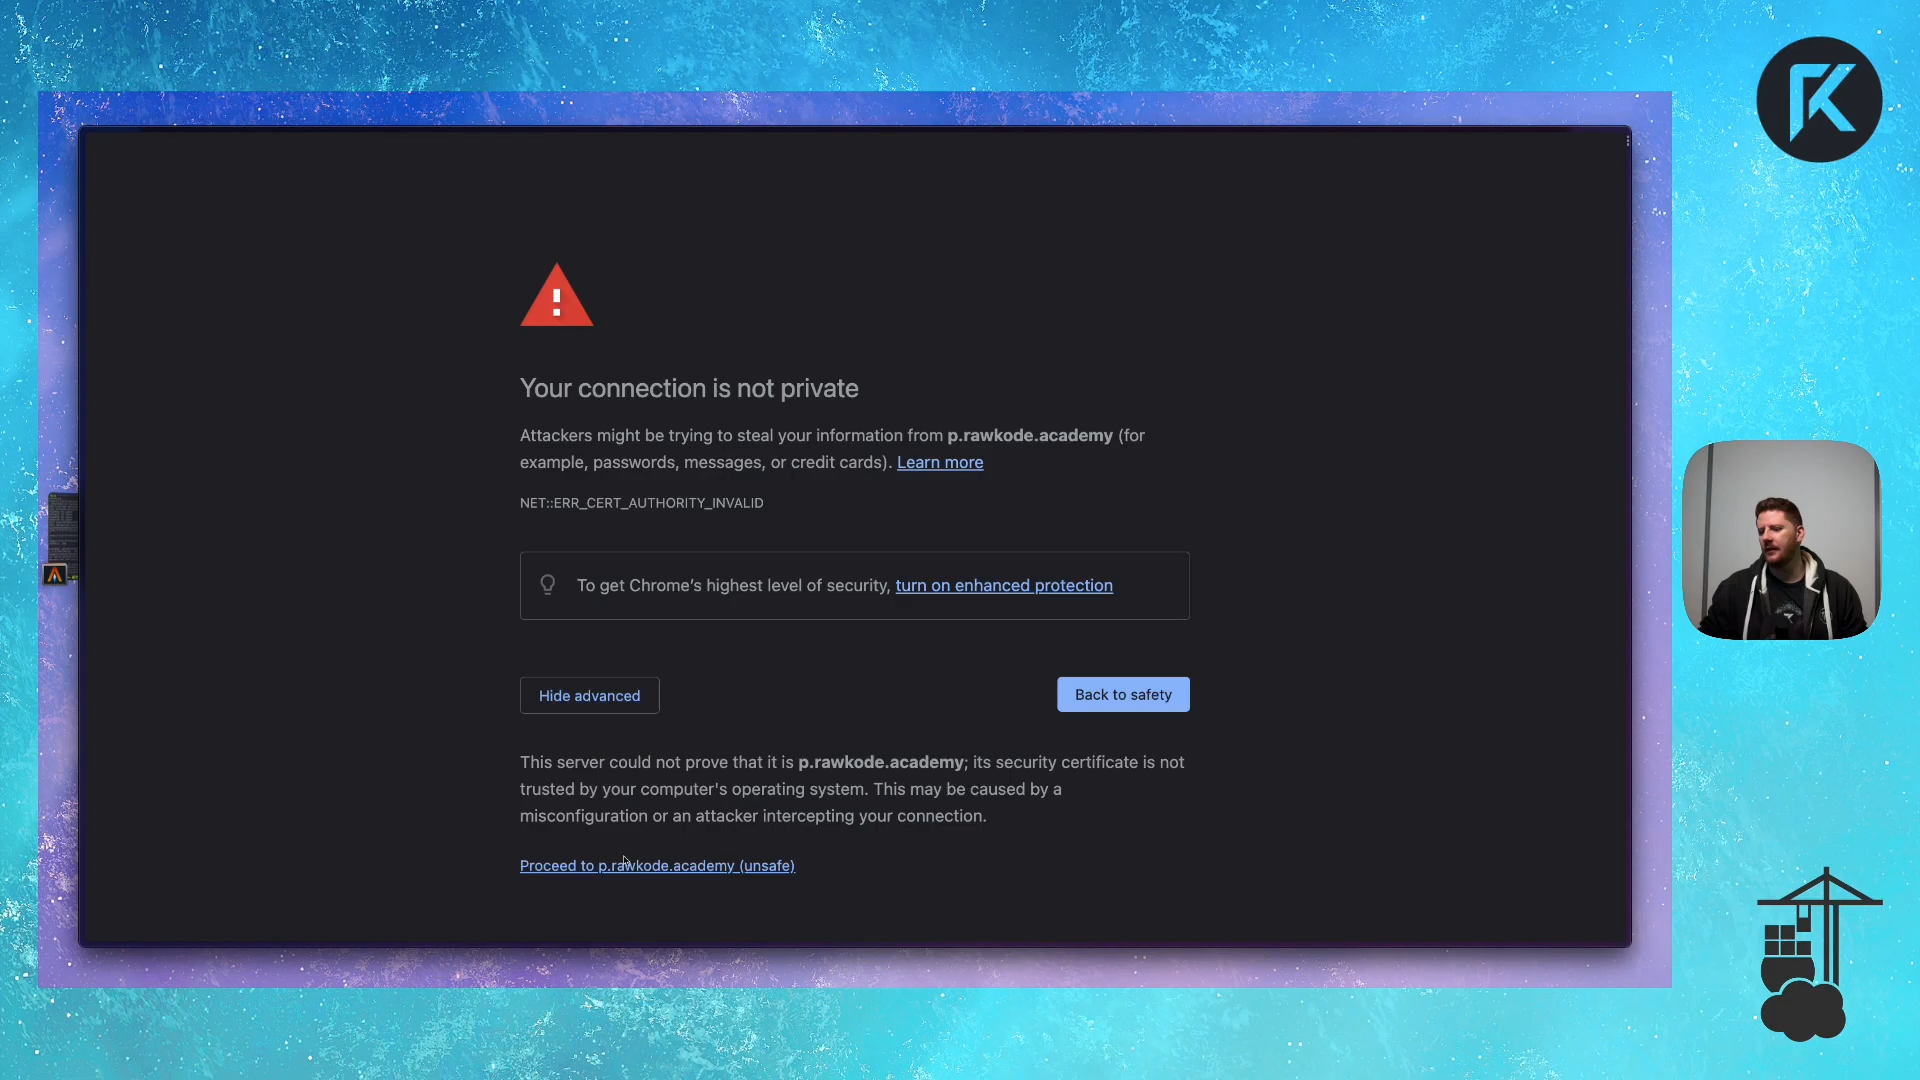 Your connection is not private
Attackers might be trying to steal your information from p.rawkode.academy (for
example, passwords, messages, or credit cards). Learn more
NET::ERR_CERT_AUTHORITY_INVALID
To get Chrome’s highest level of security, turn on enhanced protection
Hide advanced
Back to safety
This server could not prove that it is p.rawkode.academy; its security certificate is not
trusted by your computer's operating system. This may be caused by a
misconfiguration or an attacker intercepting your connection.
Proceed to p.rawkode.academy (unsafe)